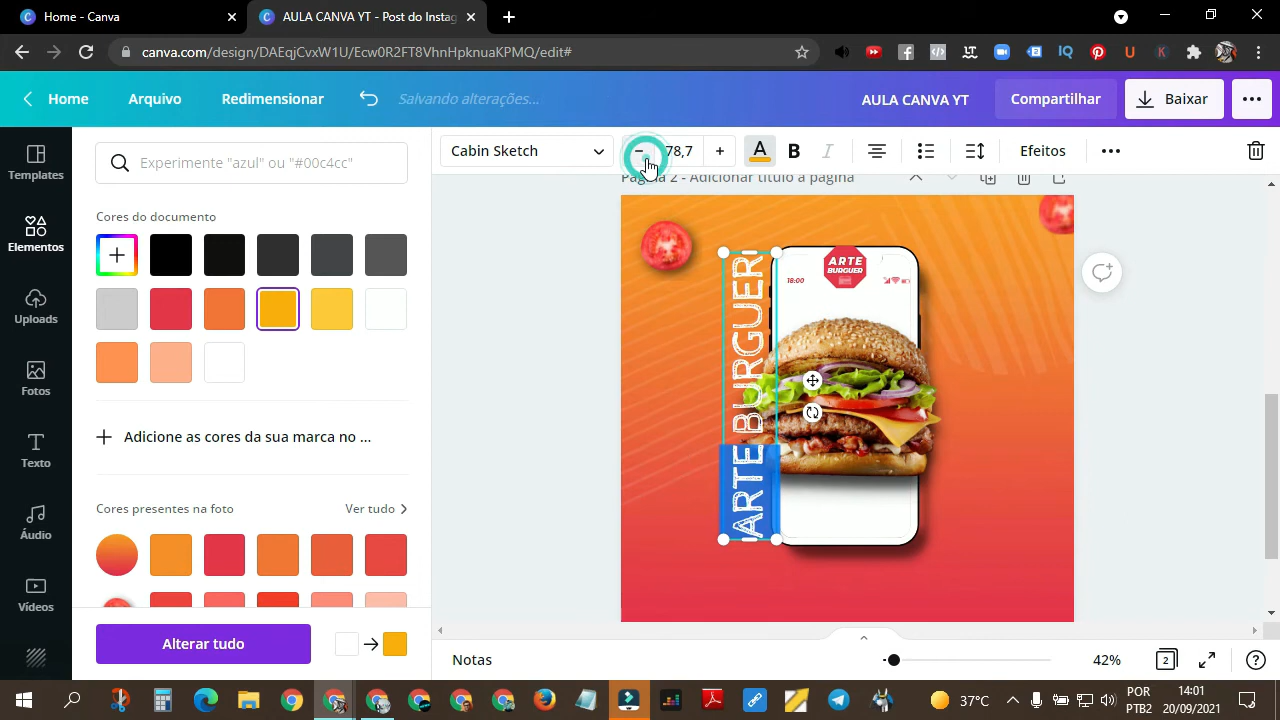 Home - Canva
AULA CANVA YT - Post do Instag
canva.com/design/DAEqjCvxW1U/Ecw0R2FT8VhnHpknuaKPMQ/edit#
Home
Arquivo
Redimensionar
Salvando alterações...
AULA CANVA YT
Compartilhar
Baixar
Templates
Elementos
Uploads
Fotos
Texto
Áudio
Vídeos
Experimente "azul" ou "#00c4cc"
Cores do documento
Adicione as cores da sua marca no ...
Cores presentes na foto
Ver tudo
Alterar tudo
Cabin Sketch
78,7
A
B
I
Efeitos
Página 2 - Adicionar título à página
ARTE BURGUER
ARTE
BURGUER
18:00
Notas
42%
2
37°C
POR
PTB2
14:01
20/09/2021